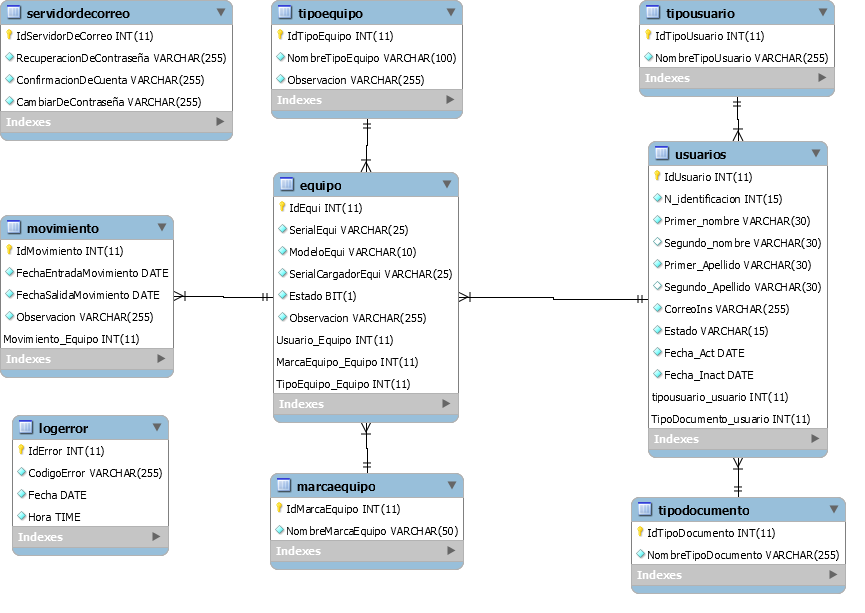 servidordecorreo
IdServidorDeCorreo INT(11)
RecuperacionDeContraseña VARCHAR(255)
ConfirmacionDeCuenta VARCHAR(255)
CambiarDeContraseña VARCHAR(255)
Indexes
tipoequipo
IdTipoEquipo INT(11)
NombreTipoEquipo VARCHAR(100)
Observacion VARCHAR(255)
Indexes
tipousuario
IdTipoUsuario INT(11)
NombreTipoUsuario VARCHAR(255)
Indexes
movimiento
IdMovimiento INT(11)
FechaEntradaMovimiento DATE
FechaSalidaMovimiento DATE
Observacion VARCHAR(255)
Movimiento_Equipo INT(11)
Indexes
equipo
IdEqui INT(11)
SerialEqui VARCHAR(25)
ModeloEqui VARCHAR(10)
SerialCargadorEqui VARCHAR(25)
Estado BIT(1)
Observacion VARCHAR(255)
Usuario_Equipo INT(11)
MarcaEquipo_Equipo INT(11)
TipoEquipo_Equipo INT(11)
Indexes
usuarios
IdUsuario INT(11)
N_identificacion INT(15)
Primer_nombre VARCHAR(30)
Segundo_nombre VARCHAR(30)
Primer_Apellido VARCHAR(30)
Segundo_Apellido VARCHAR(30)
CorreoIns VARCHAR(255)
Estado VARCHAR(15)
Fecha_Act DATE
Fecha_Inact DATE
tipousuario_usuario INT(11)
TipoDocumento_usuario INT(11)
Indexes
logerror
IdError INT(11)
CodigoError VARCHAR(255)
Fecha DATE
Hora TIME
Indexes
marcaequipo
IdMarcaEquipo INT(11)
NombreMarcaEquipo VARCHAR(50)
Indexes
tipodocumento
IdTipoDocumento INT(11)
NombreTipoDocumento VARCHAR(255)
Indexes